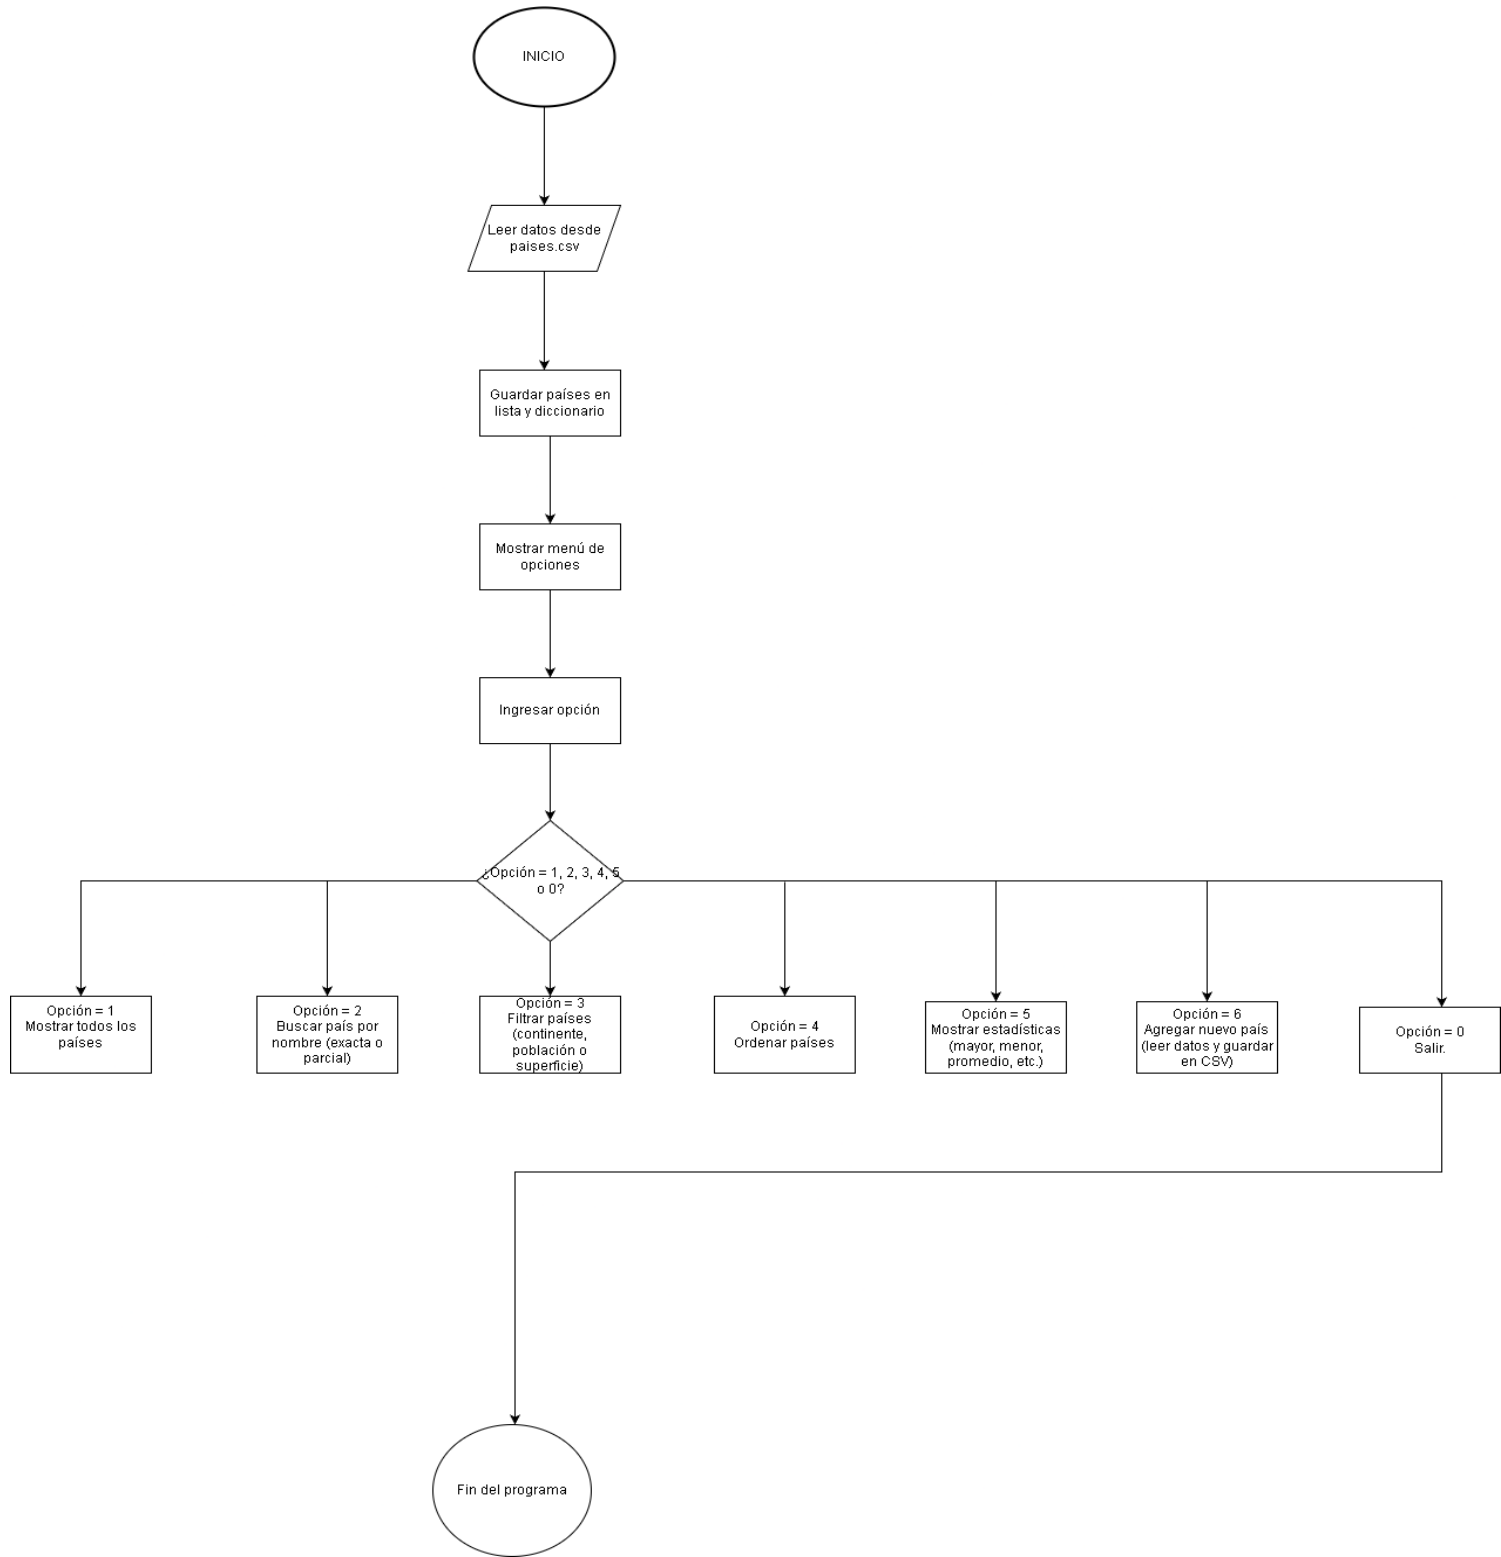 INICIO
Leer datos desde
paises.csv
Guardar países en
lista y diccionario
Mostrar menú de
opciones
Ingresar opción
¿Opción = 1, 2, 3, 4, 5
o 0?
Opción = 1
Mostrar todos los
países
Opción = 2
Buscar país por
nombre (exacta o
parcial)
Opción = 3
Filtrar países
(continente,
población o
superficie)
Opción = 4
Ordenar países
Opción = 5
Mostrar estadísticas
(mayor, menor,
promedio, etc.)
Opción = 6
Agregar nuevo país
(leer datos y guardar
en CSV)
Opción = 0
Salir.
Fin del programa